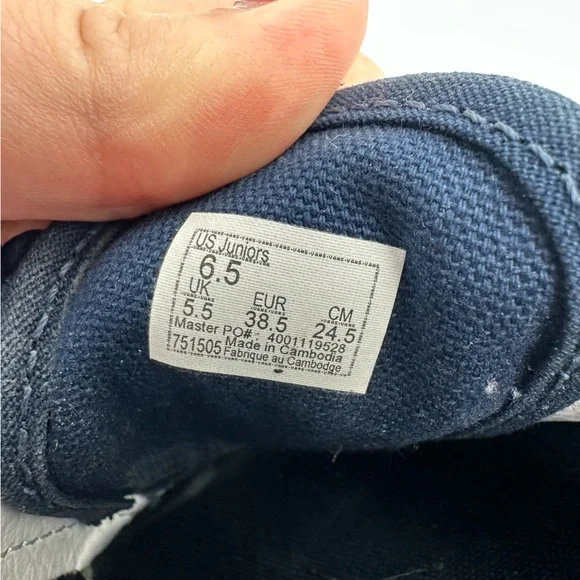 US Juniors
6.5
UK EUR CM
5.5 38.5 24.5
Master PO#: 4001119528
751505 Made in Cambodia
Fabriqué au Cambodge